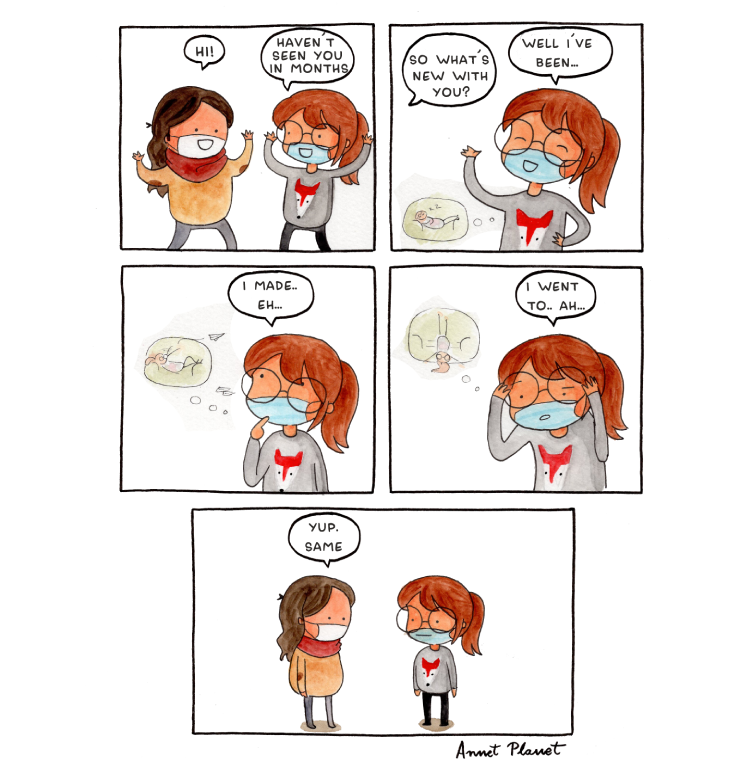 HI!
HAVEN'T
SEEN YOU
IN MONTHS
SO WHAT'S
NEW WITH
YOU?
WELL I'VE
BEEN...
zz
I MADE..
EH...
I WENT
TO.. AH...
YUP.
SAME
Annet Planet